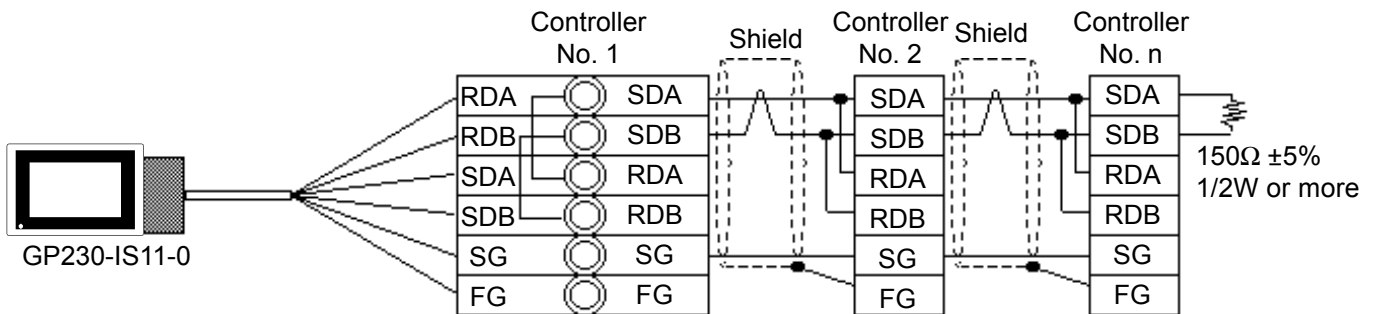 Controller
No. 1
Shield
Controller
No. 2
Shield
Controller
No. n
RDA SDA SDA SDA
RDB SDB SDB SDB
SDA RDA RDA RDA
SDB RDB RDB RDB
SG SG SG SG
FG FG FG FG
150Ω ±5%
1/2W or more
GP230-IS11-0